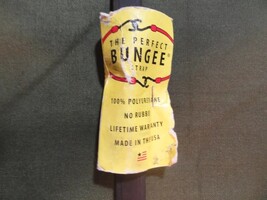 THE PERFECT
BUNGEE®
STRAP
100% POLYURETHANE
NO RUBBER
LIFETIME WARRANTY
MADE IN THE USA